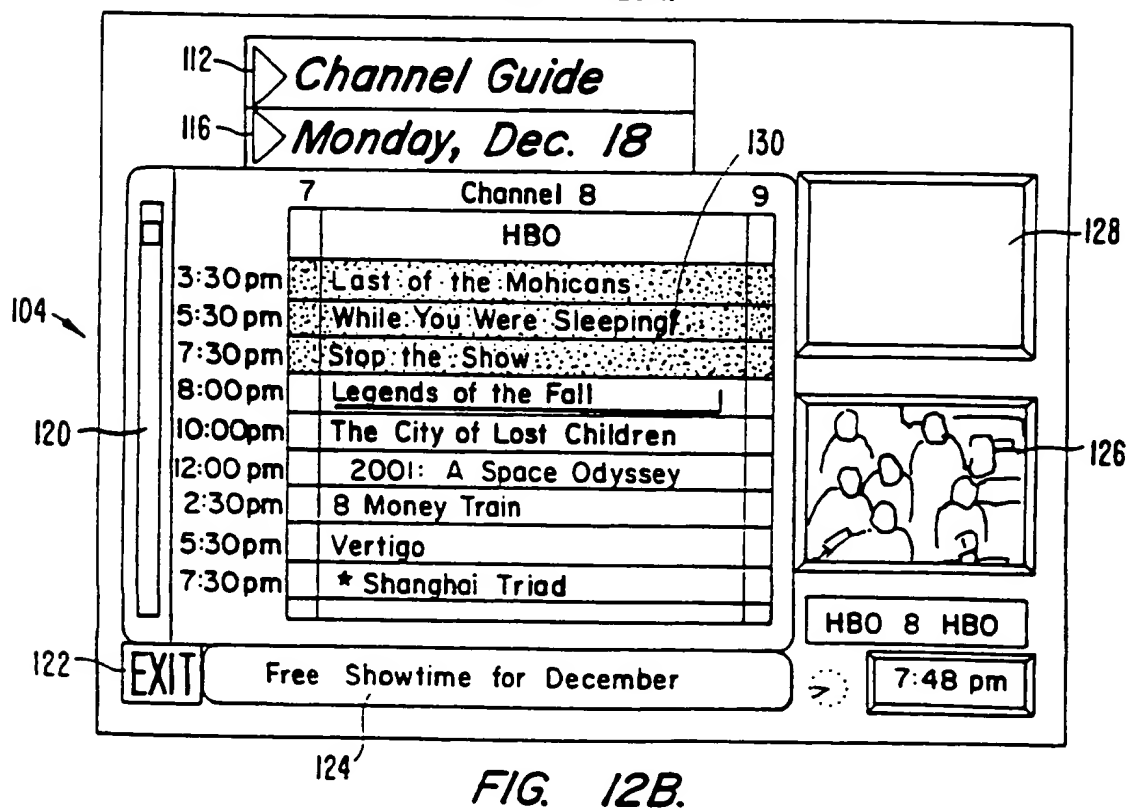 112
Channel Guide
116
Monday, Dec. 18
130
7 Channel 8 9
HBO
128
3:30pm Last of the Mohicans
104
5:30pm While You Were Sleeping
7:30pm Stop the Show
8:00pm Legends of the Fall
120
10:00pm The City of Lost Children
126
12:00 pm 2001: A Space Odyssey
2:30pm 8 Money Train
5:30pm Vertigo
7:30pm * Shanghai Triad
HBO 8 HBO
122
EXIT
Free Showtime for December
7:48 pm
124
FIG. 12B.